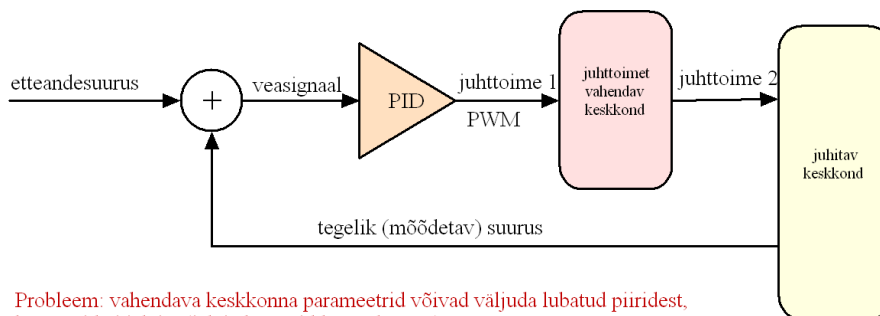 etteandesuurus
+
veasignaal
PID
juhttoime 1
PWM
juhttoimet
vahendav
keskkond
juhttoime 2
juhitav
keskkond
tegelik (mõõdetav) suurus
Probleem: vahendava keskkonna parameetrid võivad väljuda lubatud piiridest,